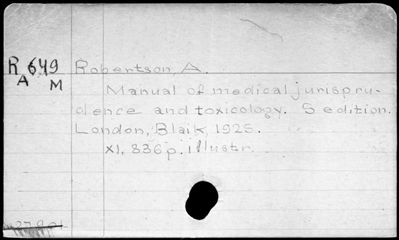 R 649 Robertson, A.
A M
Manual of medical jurispru-
dence and toxicology. 5 edition.
London, Blaik, 1925.
XI, 336 p. illustr.